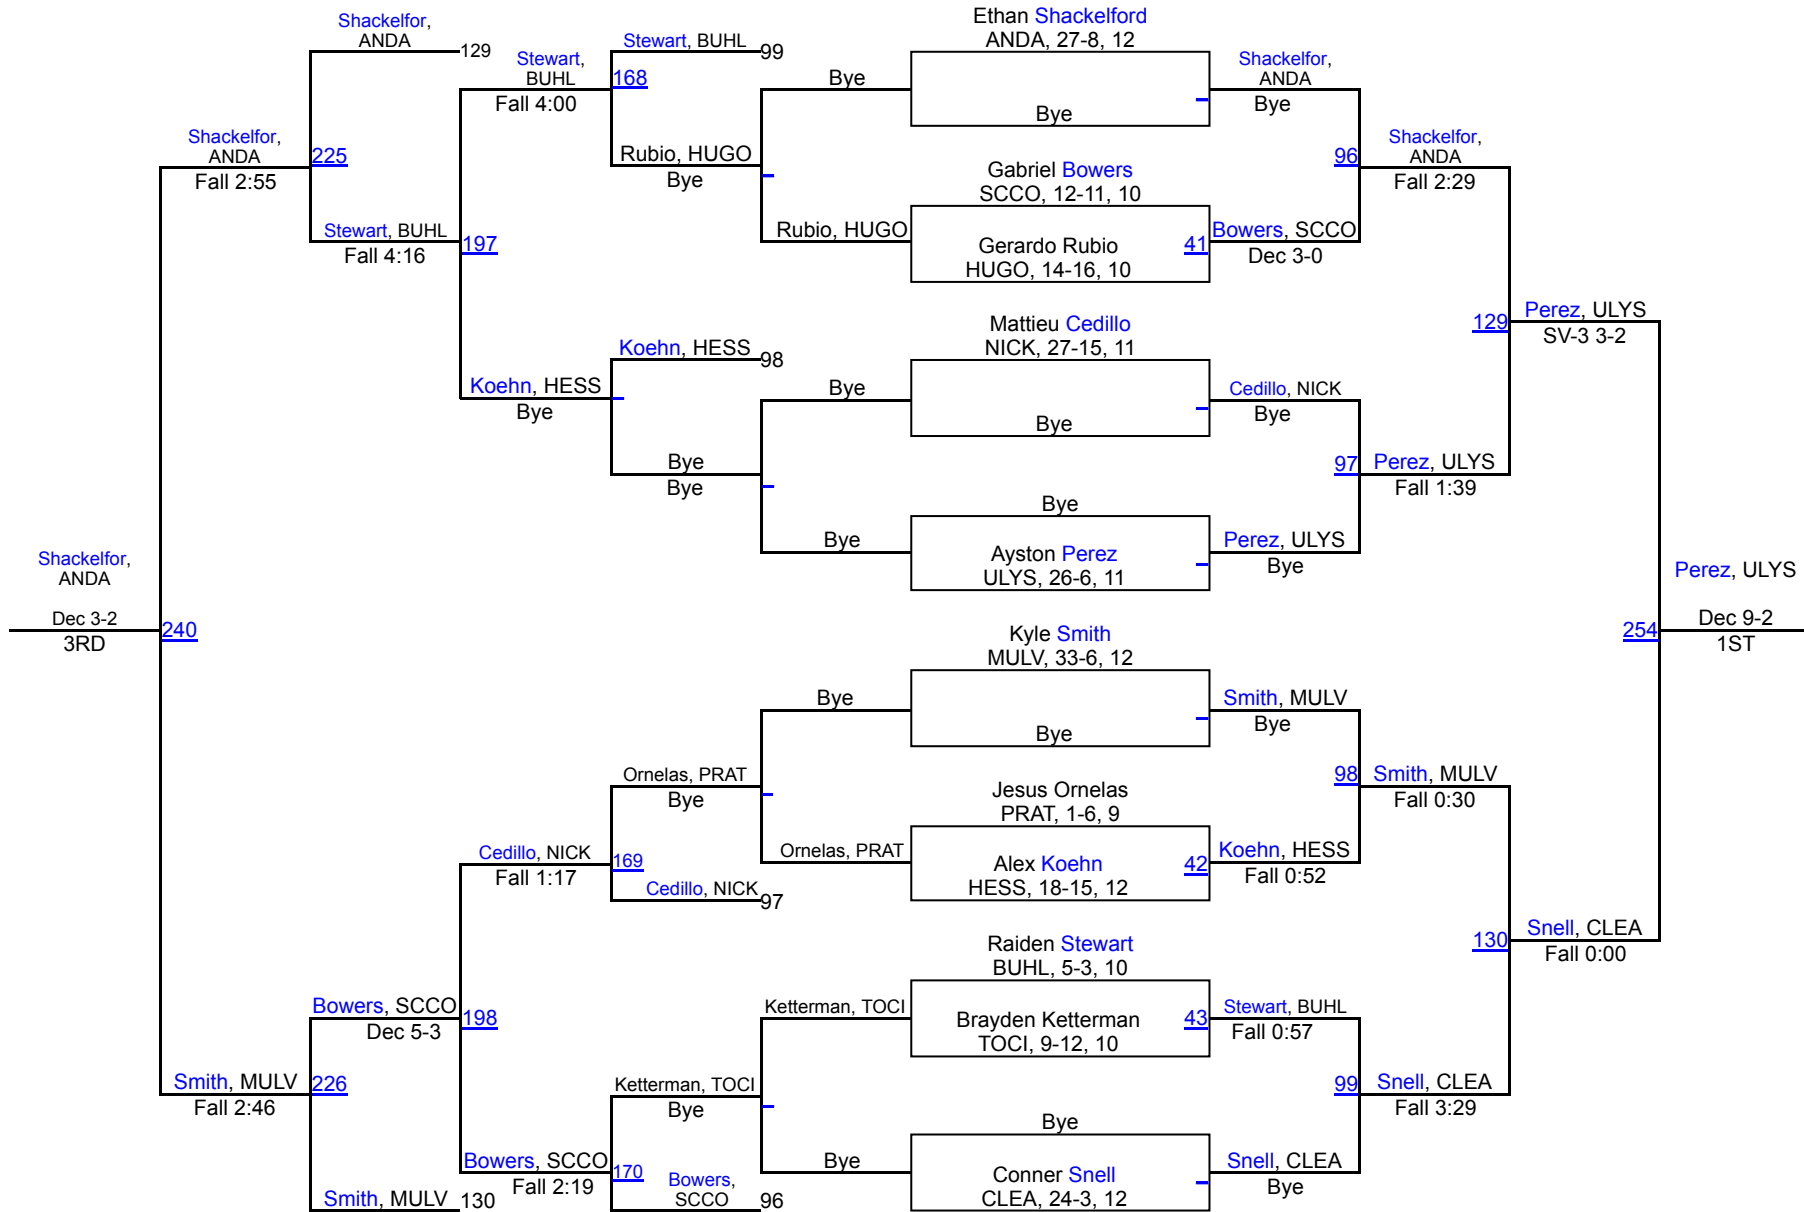 Ethan Shackelford
ANDA, 27-8, 12
Bye
Gabriel Bowers
SCCO, 12-11, 10
Gerardo Rubio
HUGO, 14-16, 10
41
Mattieu Cedillo
NICK, 27-15, 11
Bye
Bye
Ayston Perez
ULYS, 26-6, 11
Kyle Smith
MULV, 33-6, 12
Bye
Jesus Ornelas
PRAT, 1-6, 9
Alex Koehn
HESS, 18-15, 12
42
Raiden Stewart
BUHL, 5-3, 10
Brayden Ketterman
TOCI, 9-12, 10
43
Bye
Conner Snell
CLEA, 24-3, 12
Shackelfor,
ANDA
Bye
96
Bowers, SCCO
Dec 3-0
Cedillo, NICK
Bye
97
Perez, ULYS
Bye
Smith, MULV
Bye
98
Koehn, HESS
Fall 0:52
Stewart, BUHL
Fall 0:57
99
Snell, CLEA
Bye
Shackelfor,
ANDA
Fall 2:29
129
Perez, ULYS
Fall 1:39
Smith, MULV
Fall 0:30
130
Snell, CLEA
Fall 3:29
Perez, ULYS
SV-3 3-2
254
Snell, CLEA
Fall 0:00
Perez, ULYS
Dec 9-2
1ST
Bye
Rubio, HUGO
Bye
Bye
Bye
Ornelas, PRAT
Ketterman, TOCI
Bye
Stewart, BUHL 99
168
Rubio, HUGO
Bye
Koehn, HESS 98
Bye
Bye
Ornelas, PRAT
Bye
169
Cedillo, NICK 97
Ketterman, TOCI
Bye
170
Bowers,
SCCO 96
Stewart,
BUHL
Fall 4:00
197
Koehn, HESS
Bye
Cedillo, NICK
Fall 1:17
198
Bowers, SCCO
Fall 2:19
Shackelfor,
ANDA 129
225
Stewart, BUHL
Fall 4:16
Bowers, SCCO
Dec 5-3
226
Smith, MULV 130
Shackelfor,
ANDA
Fall 2:55
240
Smith, MULV
Fall 2:46
Shackelfor,
ANDA
Dec 3-2
3RD